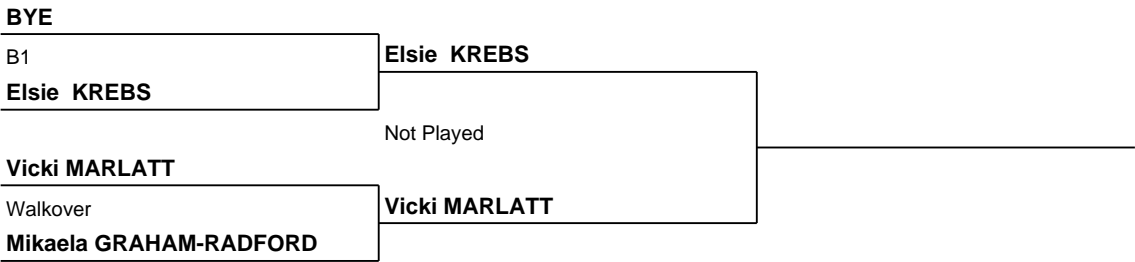 BYE
B1
Elsie KREBS
Elsie KREBS
Not Played
Vicki MARLATT
Walkover
Vicki MARLATT
Mikaela GRAHAM-RADFORD